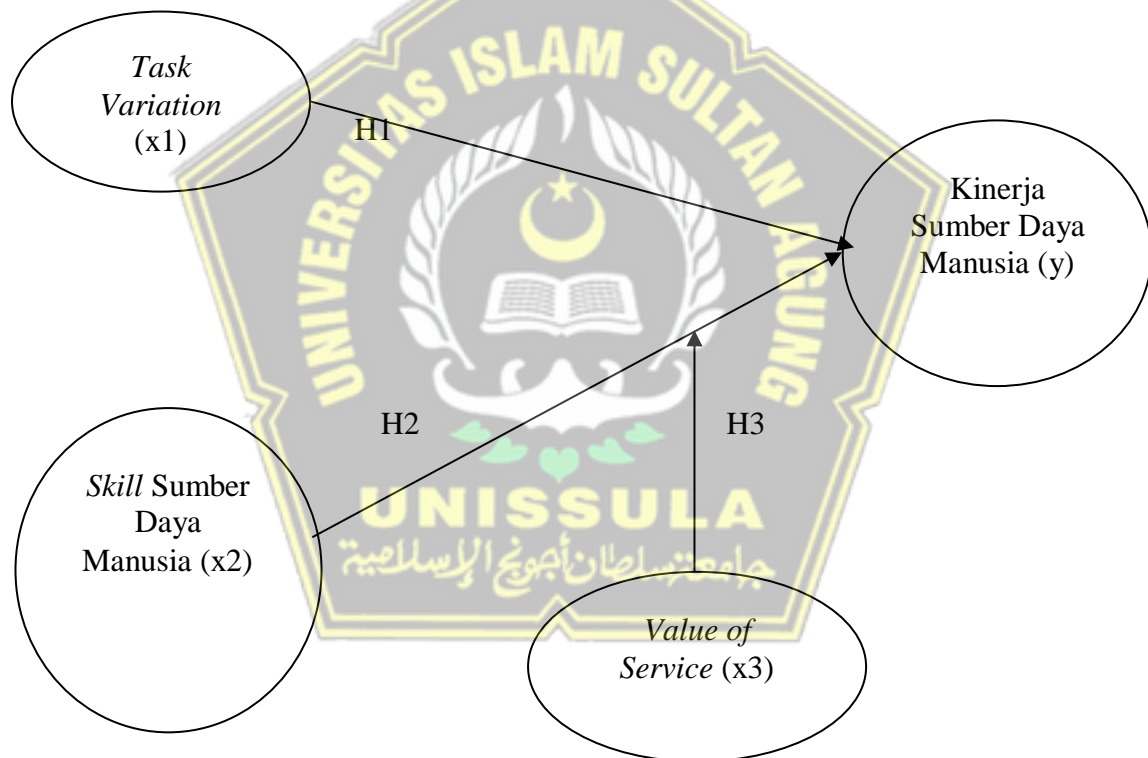 Task
Variation
(x1)
H1
Kinerja
Sumber Daya
Manusia (y)
H2
H3
Skill Sumber
Daya
Manusia (x2)
Value of
Service (x3)
UNIVERSITAS ISLAM SULTAN AGUNG
UNISSULA
جامعة سلطان أجونج الإسلامية